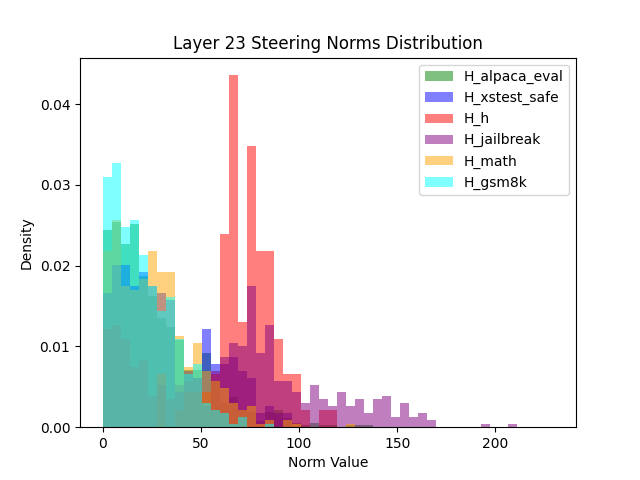 Layer 23 Steering Norms Distribution
H_alpaca_eval
H_xstest_safe
H_h
H_jailbreak
H_math
H_gsm8k
Density
0.04
0.03
0.02
0.01
0.00
0 50 100 150 200
Norm Value